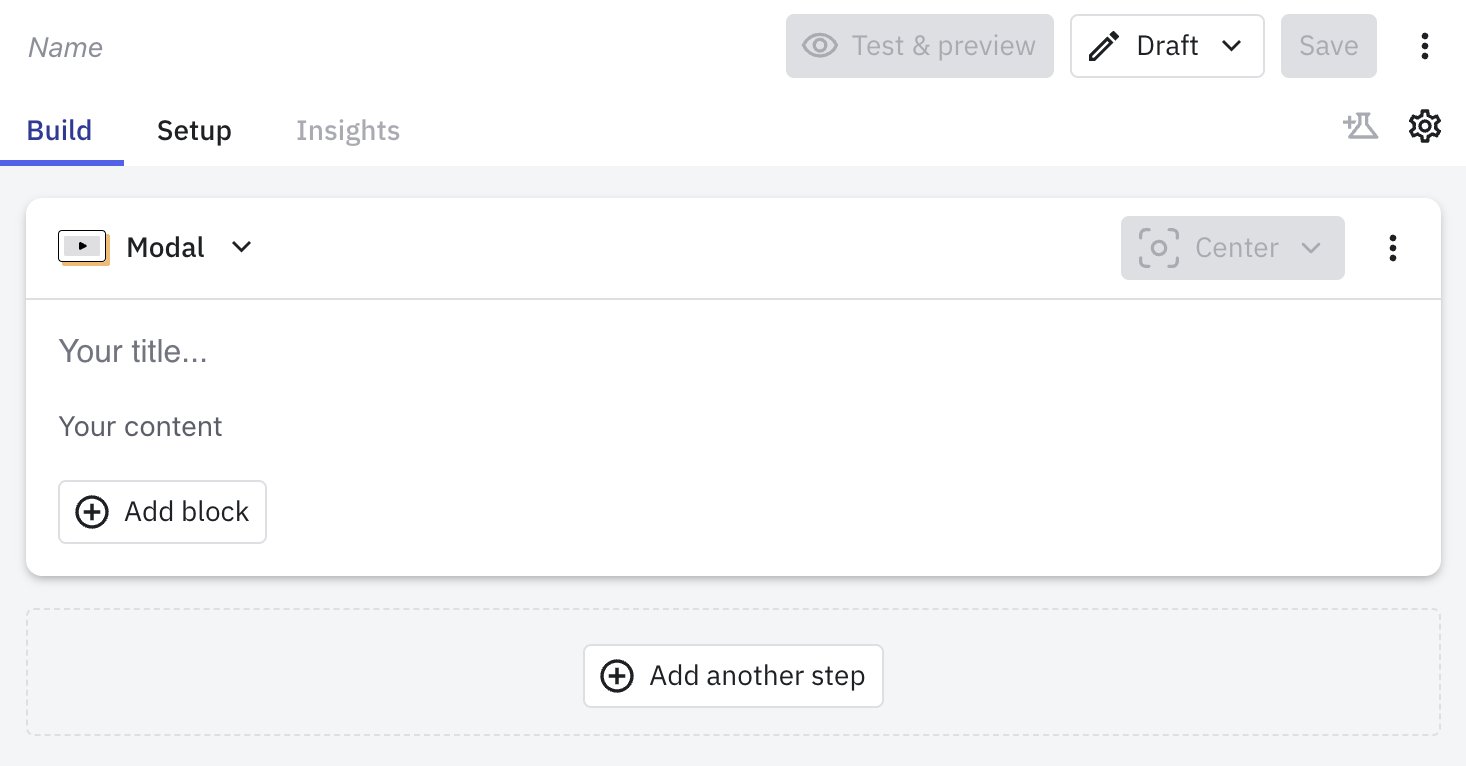 Name
Test & preview
Draft
Save
Build
Setup
Insights
Modal
Center
Your title...
Your content
Add block
Add another step